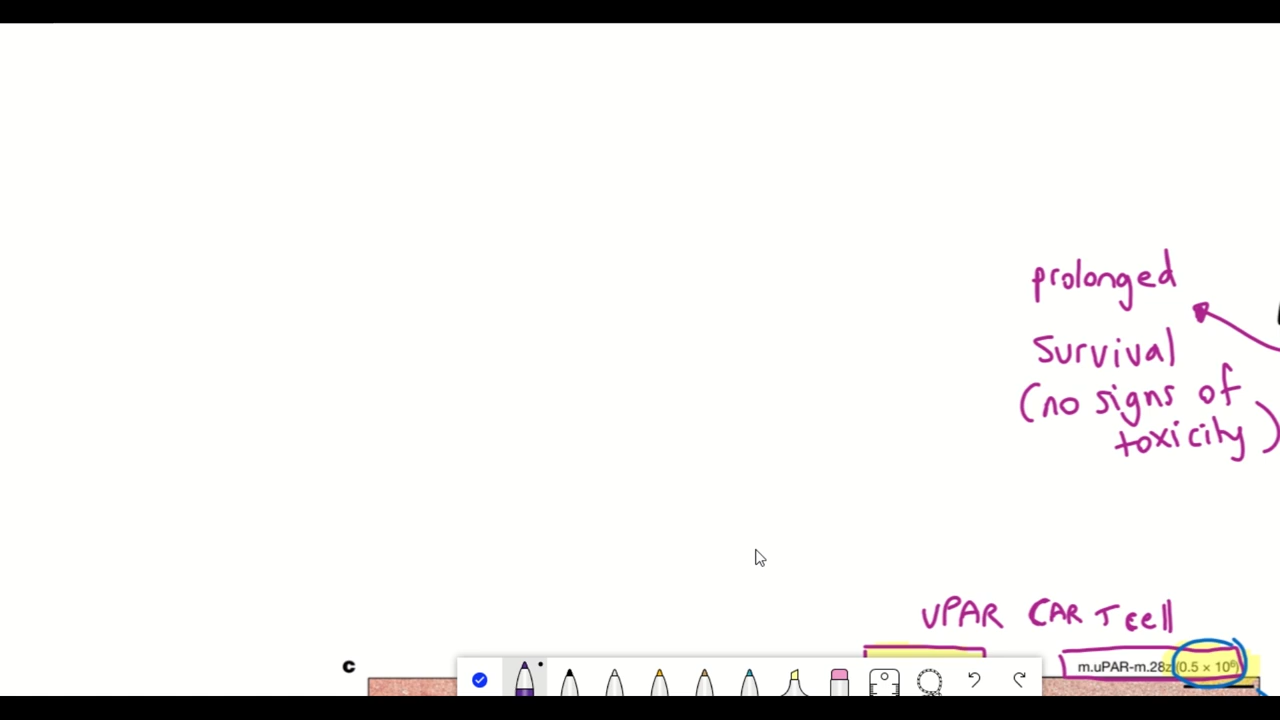 prolonged
survival
(no signs of
toxicity)
uPAR CAR T cell
c
m.uPAR-m.28z (0.5 × 10⁶)